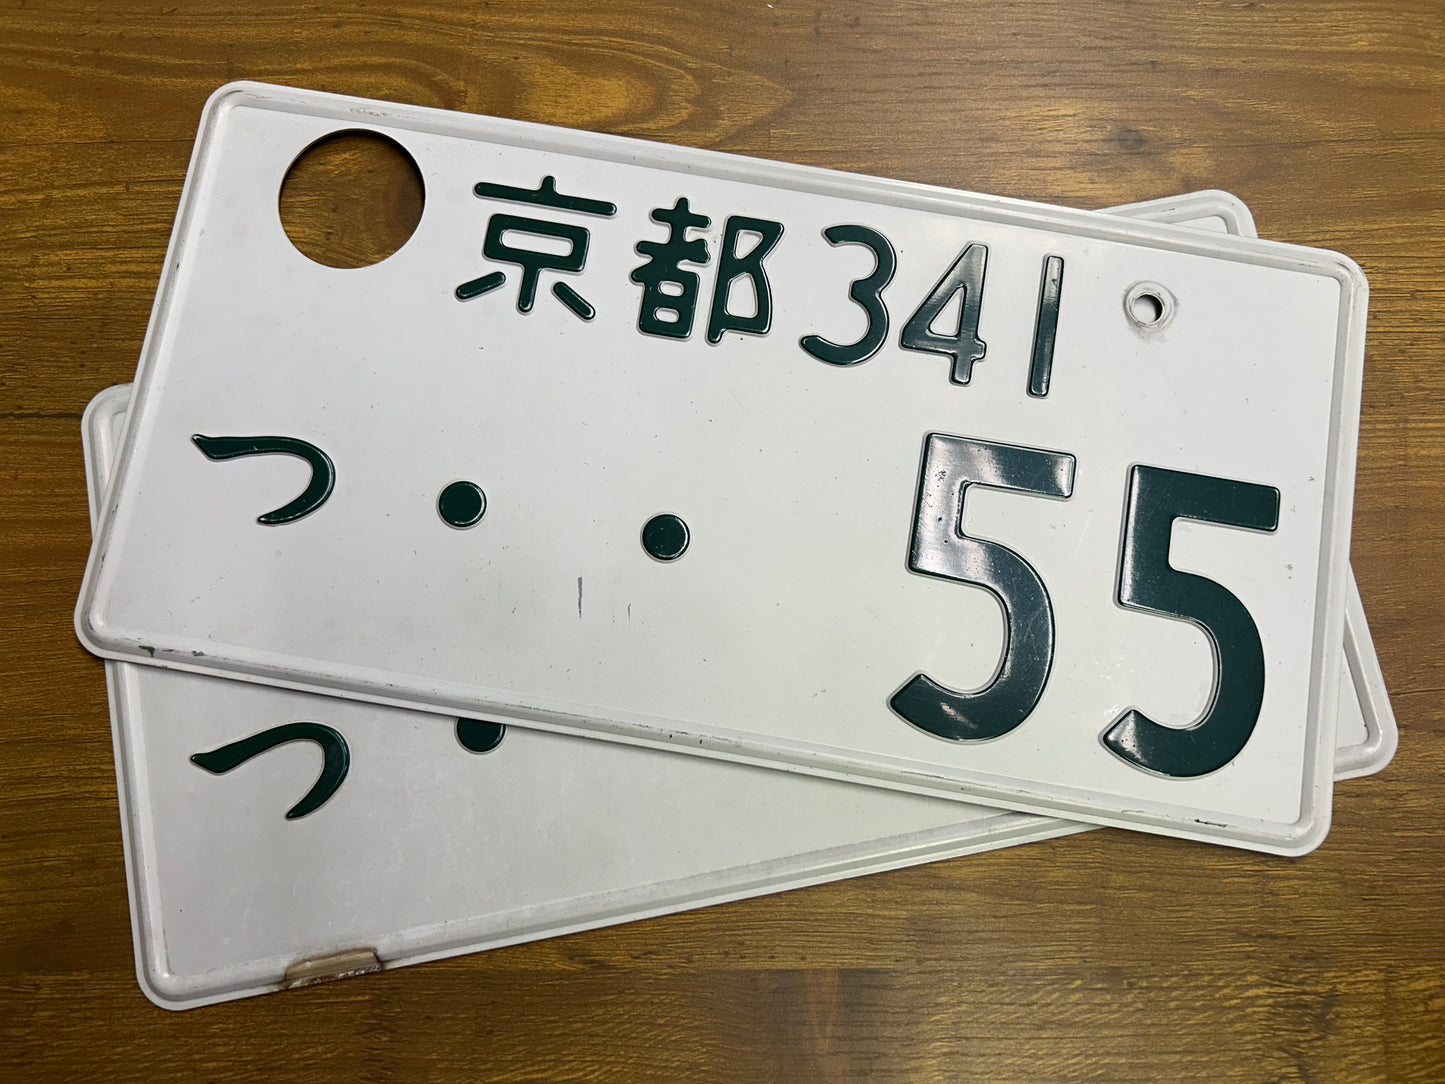 京都 341
つ ・・55
つ ・